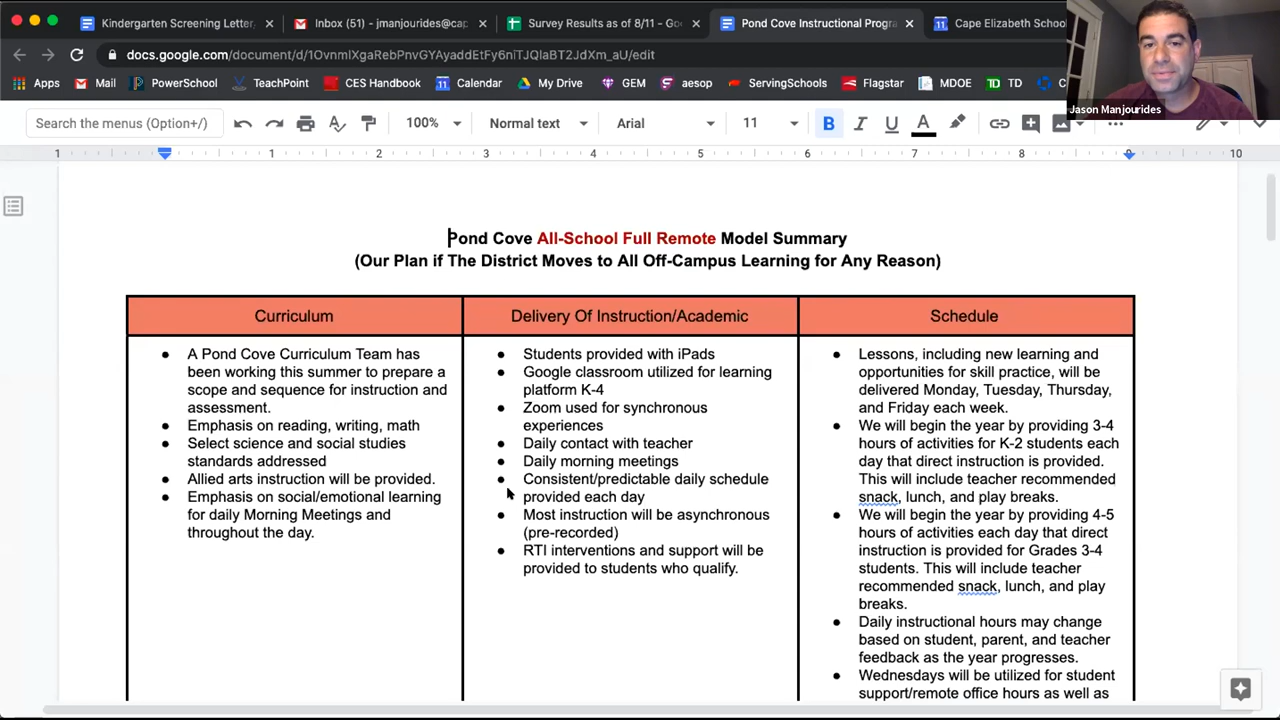 Kindergarten Screening Letter,
Inbox (51) - jmanjourides@cap
Survey Results as of 8/11 - Go
Pond Cove Instructional Progra
Cape Elizabeth School
docs.google.com/document/d/
Apps
Mail
PowerSchool
TeachPoint
CES Handbook
Calendar
My Drive
GEM
aesop
ServingSchools
Flagstar
MDOE
TD
Jason Manjourides
Search the menus (Option+/)
100%
Normal text
Arial
11
B
I
U
A
1 1 2 3 4 5 6 7 8 9 10
Pond Cove All-School Full Remote Model Summary
(Our Plan if The District Moves to All Off-Campus Learning for Any Reason)
Curriculum
● A Pond Cove Curriculum Team has
been working this summer to prepare a
scope and sequence for instruction and
assessment.
● Emphasis on reading, writing, math
● Select science and social studies
standards addressed
● Allied arts instruction will be provided.
● Emphasis on social/emotional learning
for daily Morning Meetings and
throughout the day.
Delivery Of Instruction/Academic
● Students provided with iPads
● Google classroom utilized for learning
platform K-4
● Zoom used for synchronous
experiences
● Daily contact with teacher
● Daily morning meetings
● Consistent/predictable daily schedule
provided each day
● Most instruction will be asynchronous
(pre-recorded)
● RTI interventions and support will be
provided to students who qualify.
Schedule
● Lessons, including new learning and
opportunities for skill practice, will be
delivered Monday, Tuesday, Thursday,
and Friday each week.
● We will begin the year by providing 3-4
hours of activities for K-2 students each
day that direct instruction is provided.
This will include teacher recommended
snack, lunch, and play breaks.
● We will begin the year by providing 4-5
hours of activities each day that direct
instruction is provided for Grades 3-4
students. This will include teacher
recommended snack, lunch, and play
breaks.
● Daily instructional hours may change
based on student, parent, and teacher
feedback as the year progresses.
● Wednesdays will be utilized for student
support/remote office hours as well as